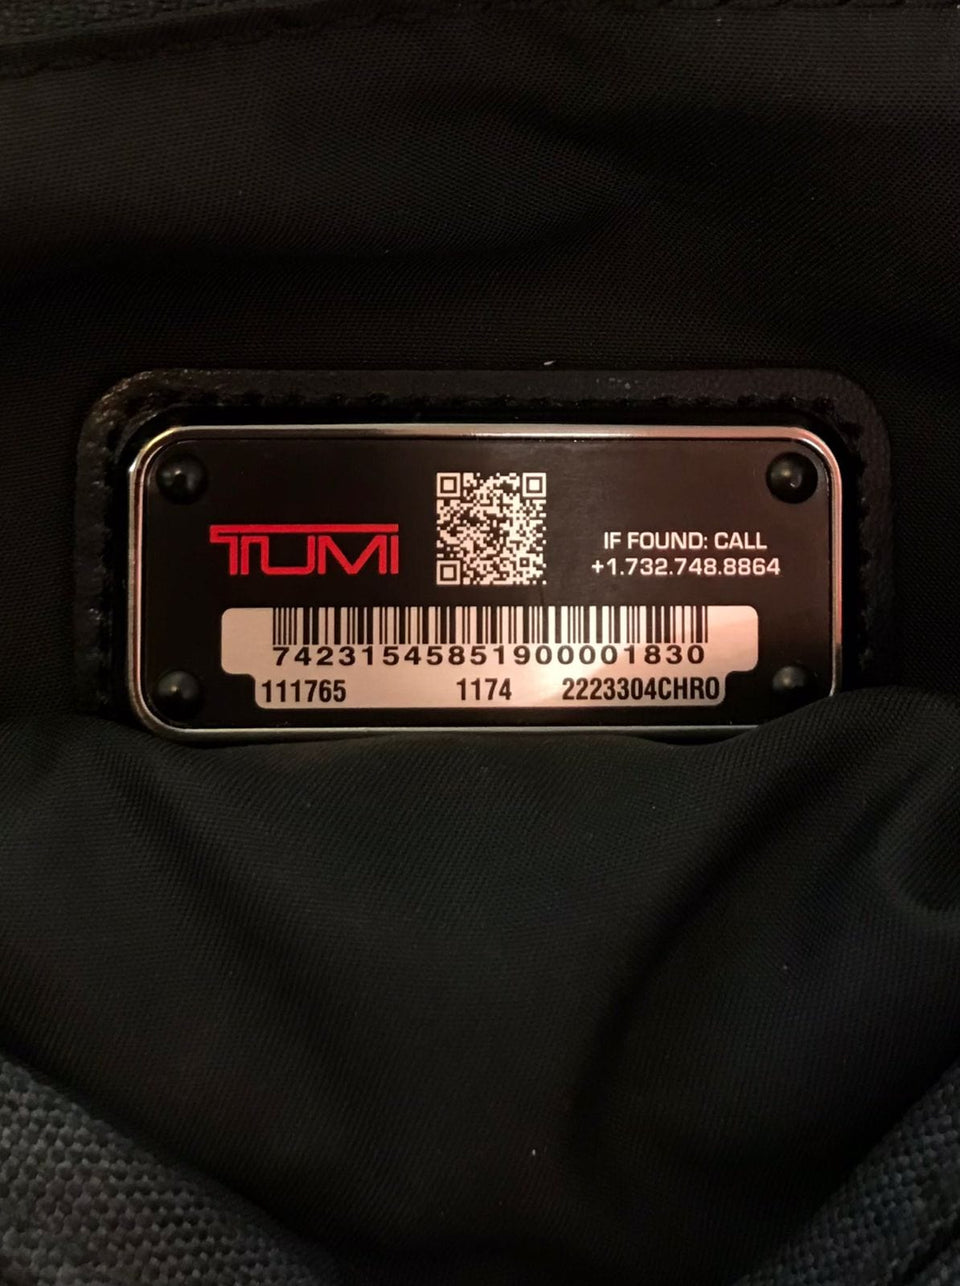 TUMI
IF FOUND: CALL
+1.732.748.8864
74231545851900001830
111765 1174 2223304CHRO